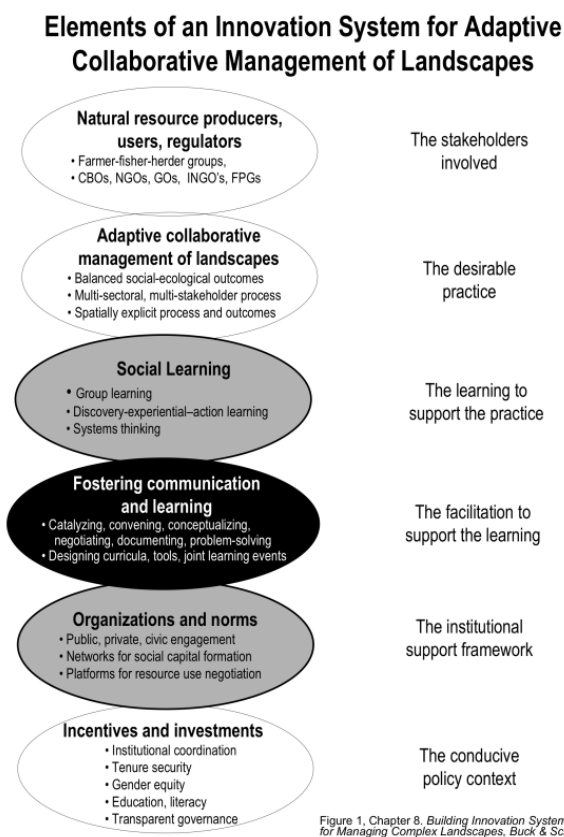 Elements of an Innovation System for Adaptive
Collaborative Management of Landscapes
Natural resource producers,
users, regulators
• Farmer-fisher-herder groups,
• CBOs, NGOs, GOs, INGO's, FPGs
The stakeholders
involved
Adaptive collaborative
management of landscapes
• Balanced social-ecological outcomes
• Multi-sectoral, multi-stakeholder process
• Spatially explicit process and outcomes
The desirable
practice
Social Learning
• Group learning
• Discovery-experiential–action learning
• Systems thinking
The learning to
support the practice
Fostering communication
and learning
• Catalyzing, convening, conceptualizing,
negotiating, documenting, problem-solving
• Designing curricula, tools, joint learning events
The facilitation to
support the learning
Organizations and norms
• Public, private, civic engagement
• Networks for social capital formation
• Platforms for resource use negotiation
The institutional
support framework
Incentives and investments
• Institutional coordination
• Tenure security
• Gender equity
• Education, literacy
• Transparent governance
The conducive
policy context
Figure 1, Chapter 8. Building Innovation System
for Managing Complex Landscapes, Buck & Sc